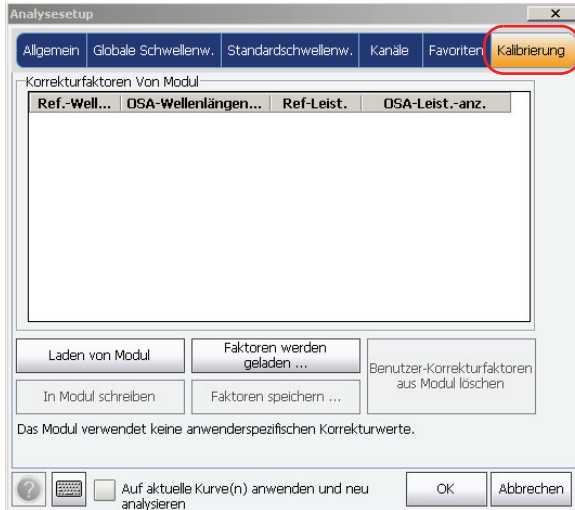 Analysesetup
Allgemein Globale Schwellenw. Standardschwellenw. Kanäle Favoriten Kalibrierung
Korrekturfaktoren Von Modul
Ref.-Well... OSA-Wellenlängen... Ref-Leist. OSA-Leist.-anz.
Laden von Modul
Faktoren werden
geladen ...
Benutzer-Korrekturfaktoren
aus Modul löschen
In Modul schreiben
Faktoren speichern ...
Das Modul verwendet keine anwenderspezifischen Korrekturwerte.
Auf aktuelle Kurve(n) anwenden und neu
analysieren
OK
Abbrechen